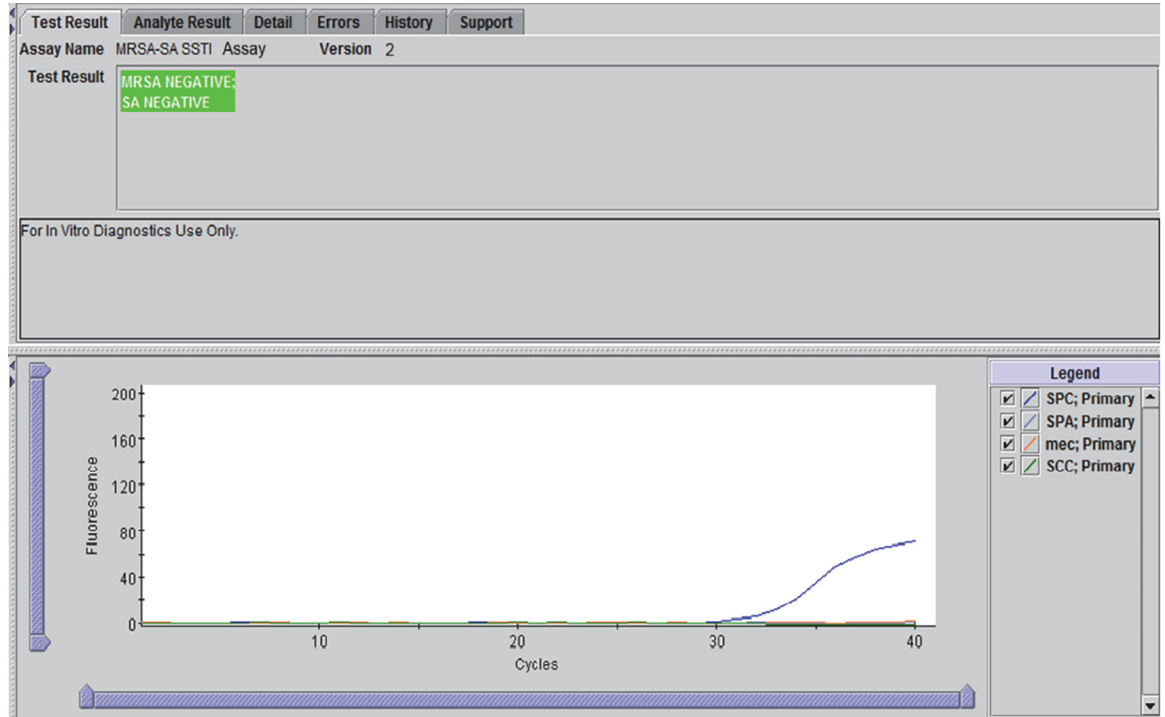 Test Result Analyte Result Detail Errors History Support
Assay Name MRSA-SA SSTI Assay Version 2
Test Result
MRSA NEGATIVE;
SA NEGATIVE
For In Vitro Diagnostics Use Only.
Legend
SPC; Primary
SPA; Primary
mec; Primary
SCC; Primary
Fluorescence
200
160
120
80
40
0
10 20 30 40
Cycles